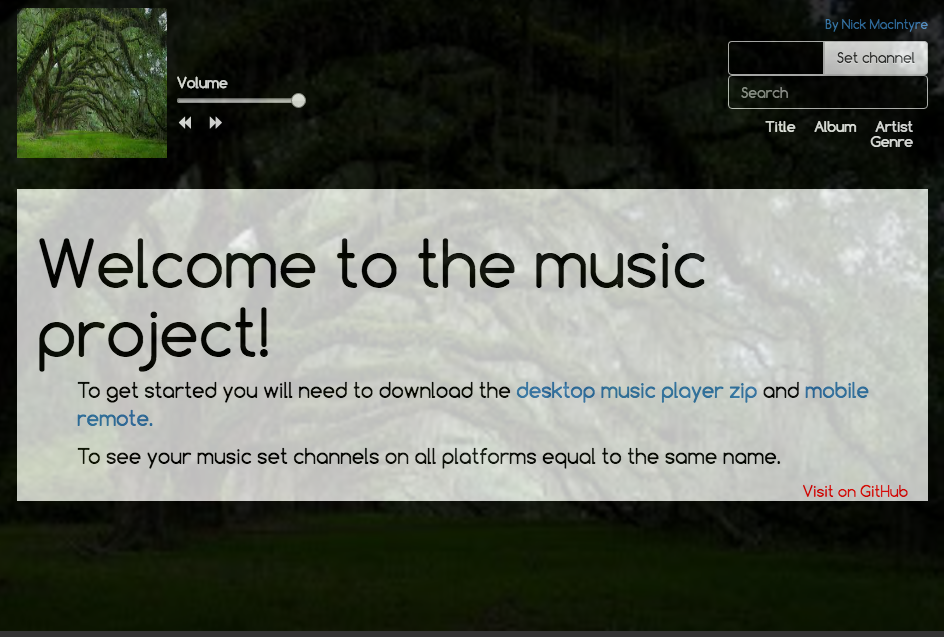 By Nick MacIntyre
Set channel
Volume
Search
Title Album Artist
Genre
Welcome to the music
project!
To get started you will need to download the desktop music player zip and mobile
remote.
To see your music set channels on all platforms equal to the same name.
Visit on GitHub